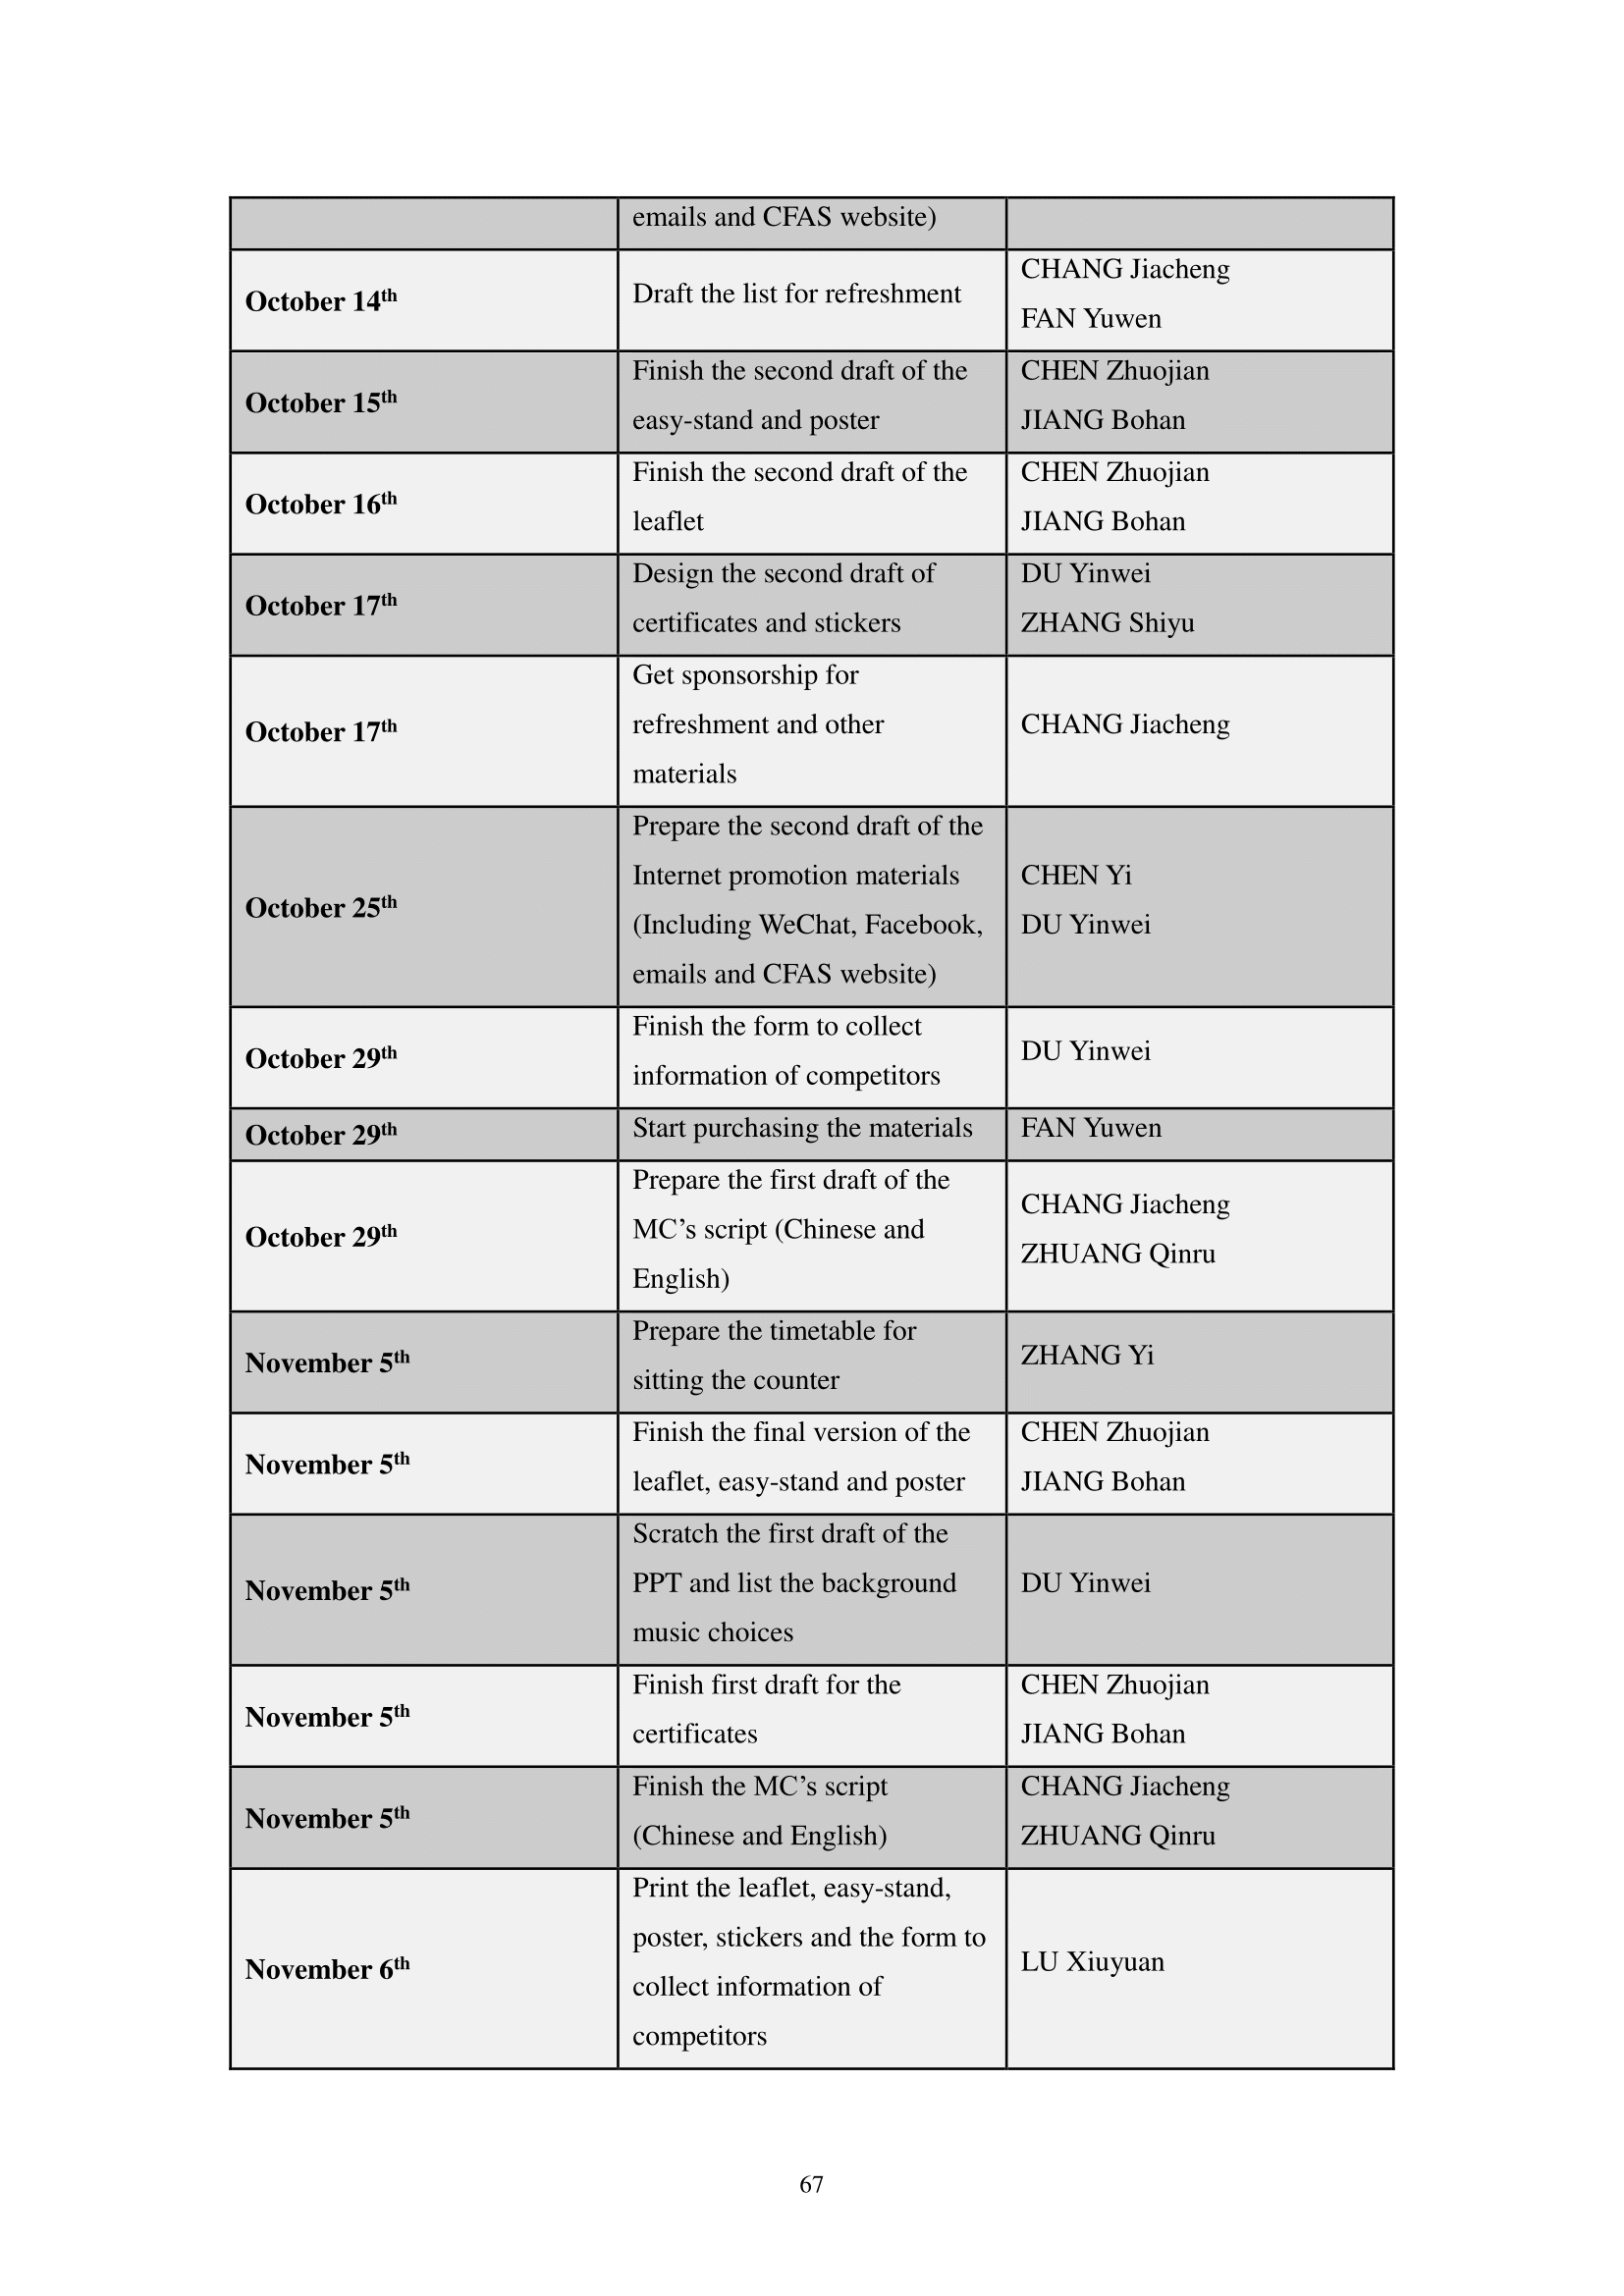 emails and CFAS website)
October 14th
Draft the list for refreshment
CHANG Jiacheng
FAN Yuwen
October 15th
Finish the second draft of the
easy-stand and poster
CHEN Zhuojian
JIANG Bohan
October 16th
Finish the second draft of the
leaflet
CHEN Zhuojian
JIANG Bohan
October 17th
Design the second draft of
certificates and stickers
DU Yinwei
ZHANG Shiyu
October 17th
Get sponsorship for
refreshment and other
materials
CHANG Jiacheng
October 25th
Prepare the second draft of the
Internet promotion materials
(Including WeChat, Facebook,
emails and CFAS website)
CHEN Yi
DU Yinwei
October 29th
Finish the form to collect
information of competitors
DU Yinwei
October 29th
Start purchasing the materials
FAN Yuwen
October 29th
Prepare the first draft of the
MC’s script (Chinese and
English)
CHANG Jiacheng
ZHUANG Qinru
November 5th
Prepare the timetable for
sitting the counter
ZHANG Yi
November 5th
Finish the final version of the
leaflet, easy-stand and poster
CHEN Zhuojian
JIANG Bohan
November 5th
Scratch the first draft of the
PPT and list the background
music choices
DU Yinwei
November 5th
Finish first draft for the
certificates
CHEN Zhuojian
JIANG Bohan
November 5th
Finish the MC’s script
(Chinese and English)
CHANG Jiacheng
ZHUANG Qinru
November 6th
Print the leaflet, easy-stand,
poster, stickers and the form to
collect information of
competitors
LU Xiuyuan
67